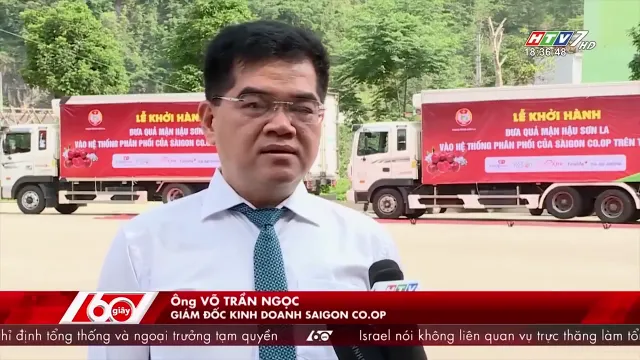 HTV7 HD
18:36:48
LỄ KHỞI HÀNH
ĐƯA QUẢ MẬN HẬU SƠN LA
VÀO HỆ THỐNG PHÂN PHỐI CỦA SAIGON CO.O
LỄ KHỞI HÀNH
ĐƯA QUẢ MẬN HẬU SƠN LA
VÀO HỆ THỐNG PHÂN PHỐI CỦA SAIGON CO.OP TRÊN T
HTV
60 giây
Ông VÕ TRẦN NGỌC
GIÁM ĐỐC KINH DOANH SAIGON CO.OP
hỉ định tổng thống và ngoại trưởng tạm quyền 60 Israel nói không liên quan vụ trực thăng làm tổ